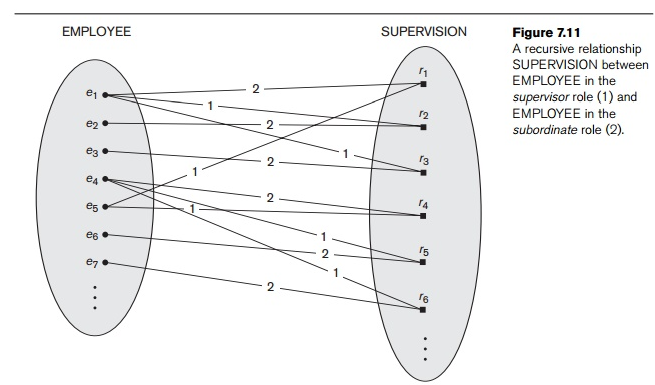 EMPLOYEE
SUPERVISION
Figure 7.11
A recursive relationship
SUPERVISION between
EMPLOYEE in the
supervisor role (1) and
EMPLOYEE in the
subordinate role (2).
e1
e2
e3
e4
e5
e6
e7
2
1
2
1
2
1
2
1
1
2
1
2
r1
r2
r3
r4
r5
r6